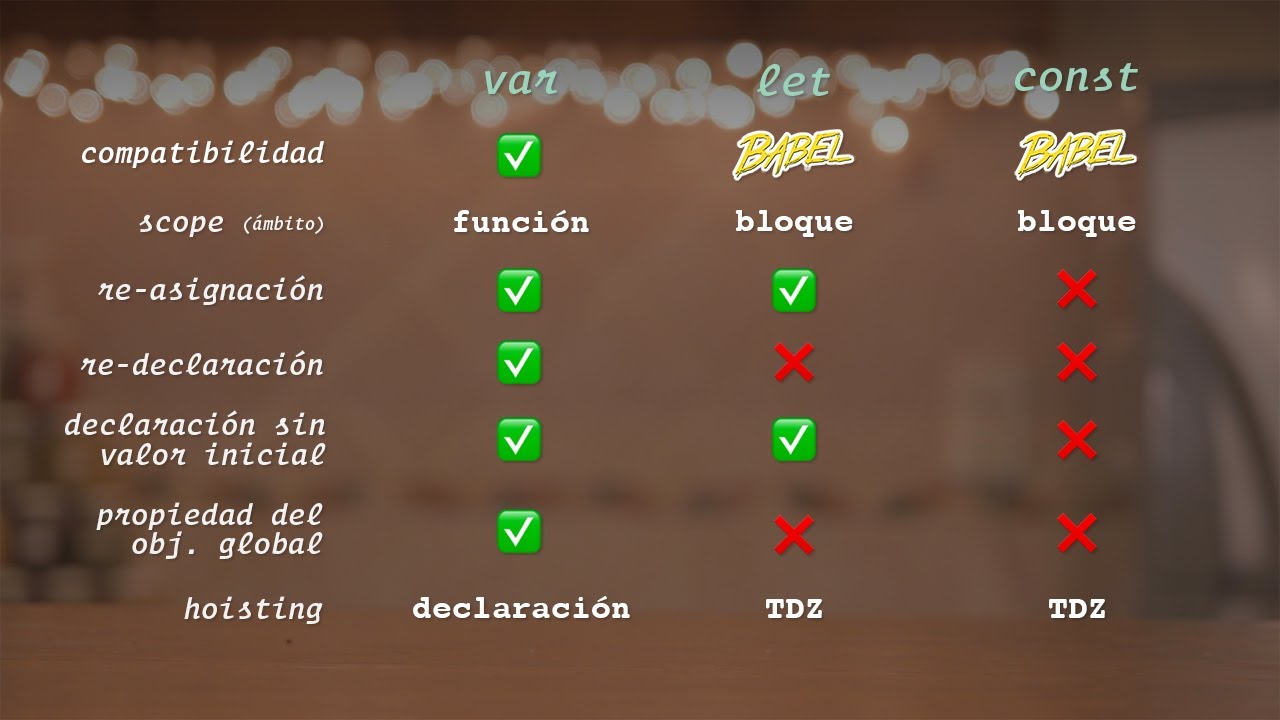 var let const
compatibilidad ✅ BABEL BABEL
scope (ámbito) función bloque bloque
re-asignación ✅ ✅ ❌
re-declaración ✅ ❌ ❌
declaración sin
valor inicial ✅ ✅ ❌
propiedad del
obj. global ✅ ❌ ❌
hoisting declaración TDZ TDZ